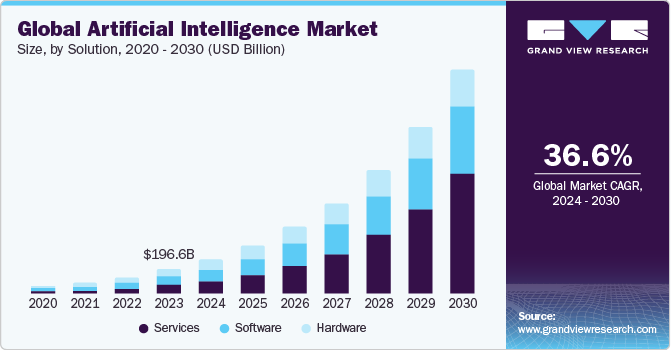 Global Artificial Intelligence Market
Size, by Solution, 2020 - 2030 (USD Billion)
$196.6B
2020 2021 2022 2023 2024 2025 2026 2027 2028 2029 2030
Services Software Hardware
GRAND VIEW RESEARCH
36.6%
Global Market CAGR,
2024 - 2030
Source:
www.grandviewresearch.com